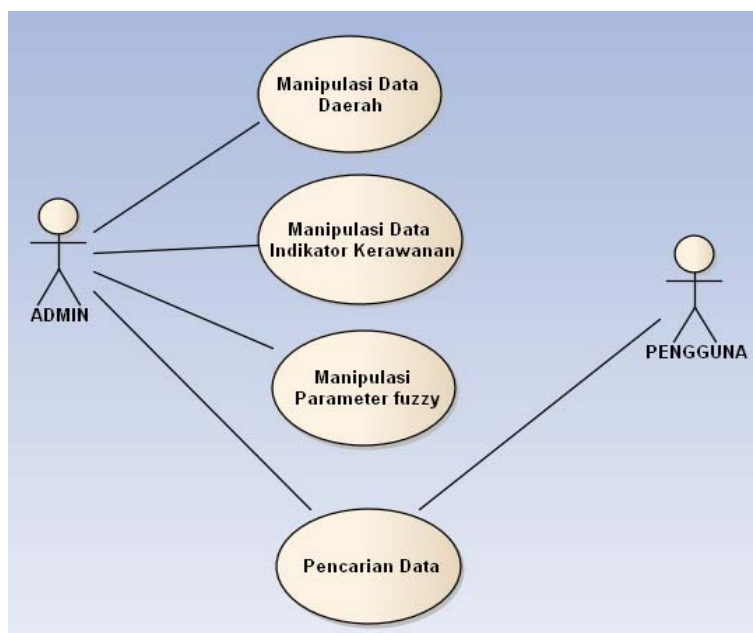 Manipulasi Data
Daerah
Manipulasi Data
Indikator Kerawanan
ADMIN
PENGGUNA
Manipulasi
Parameter fuzzy
Pencarian Data